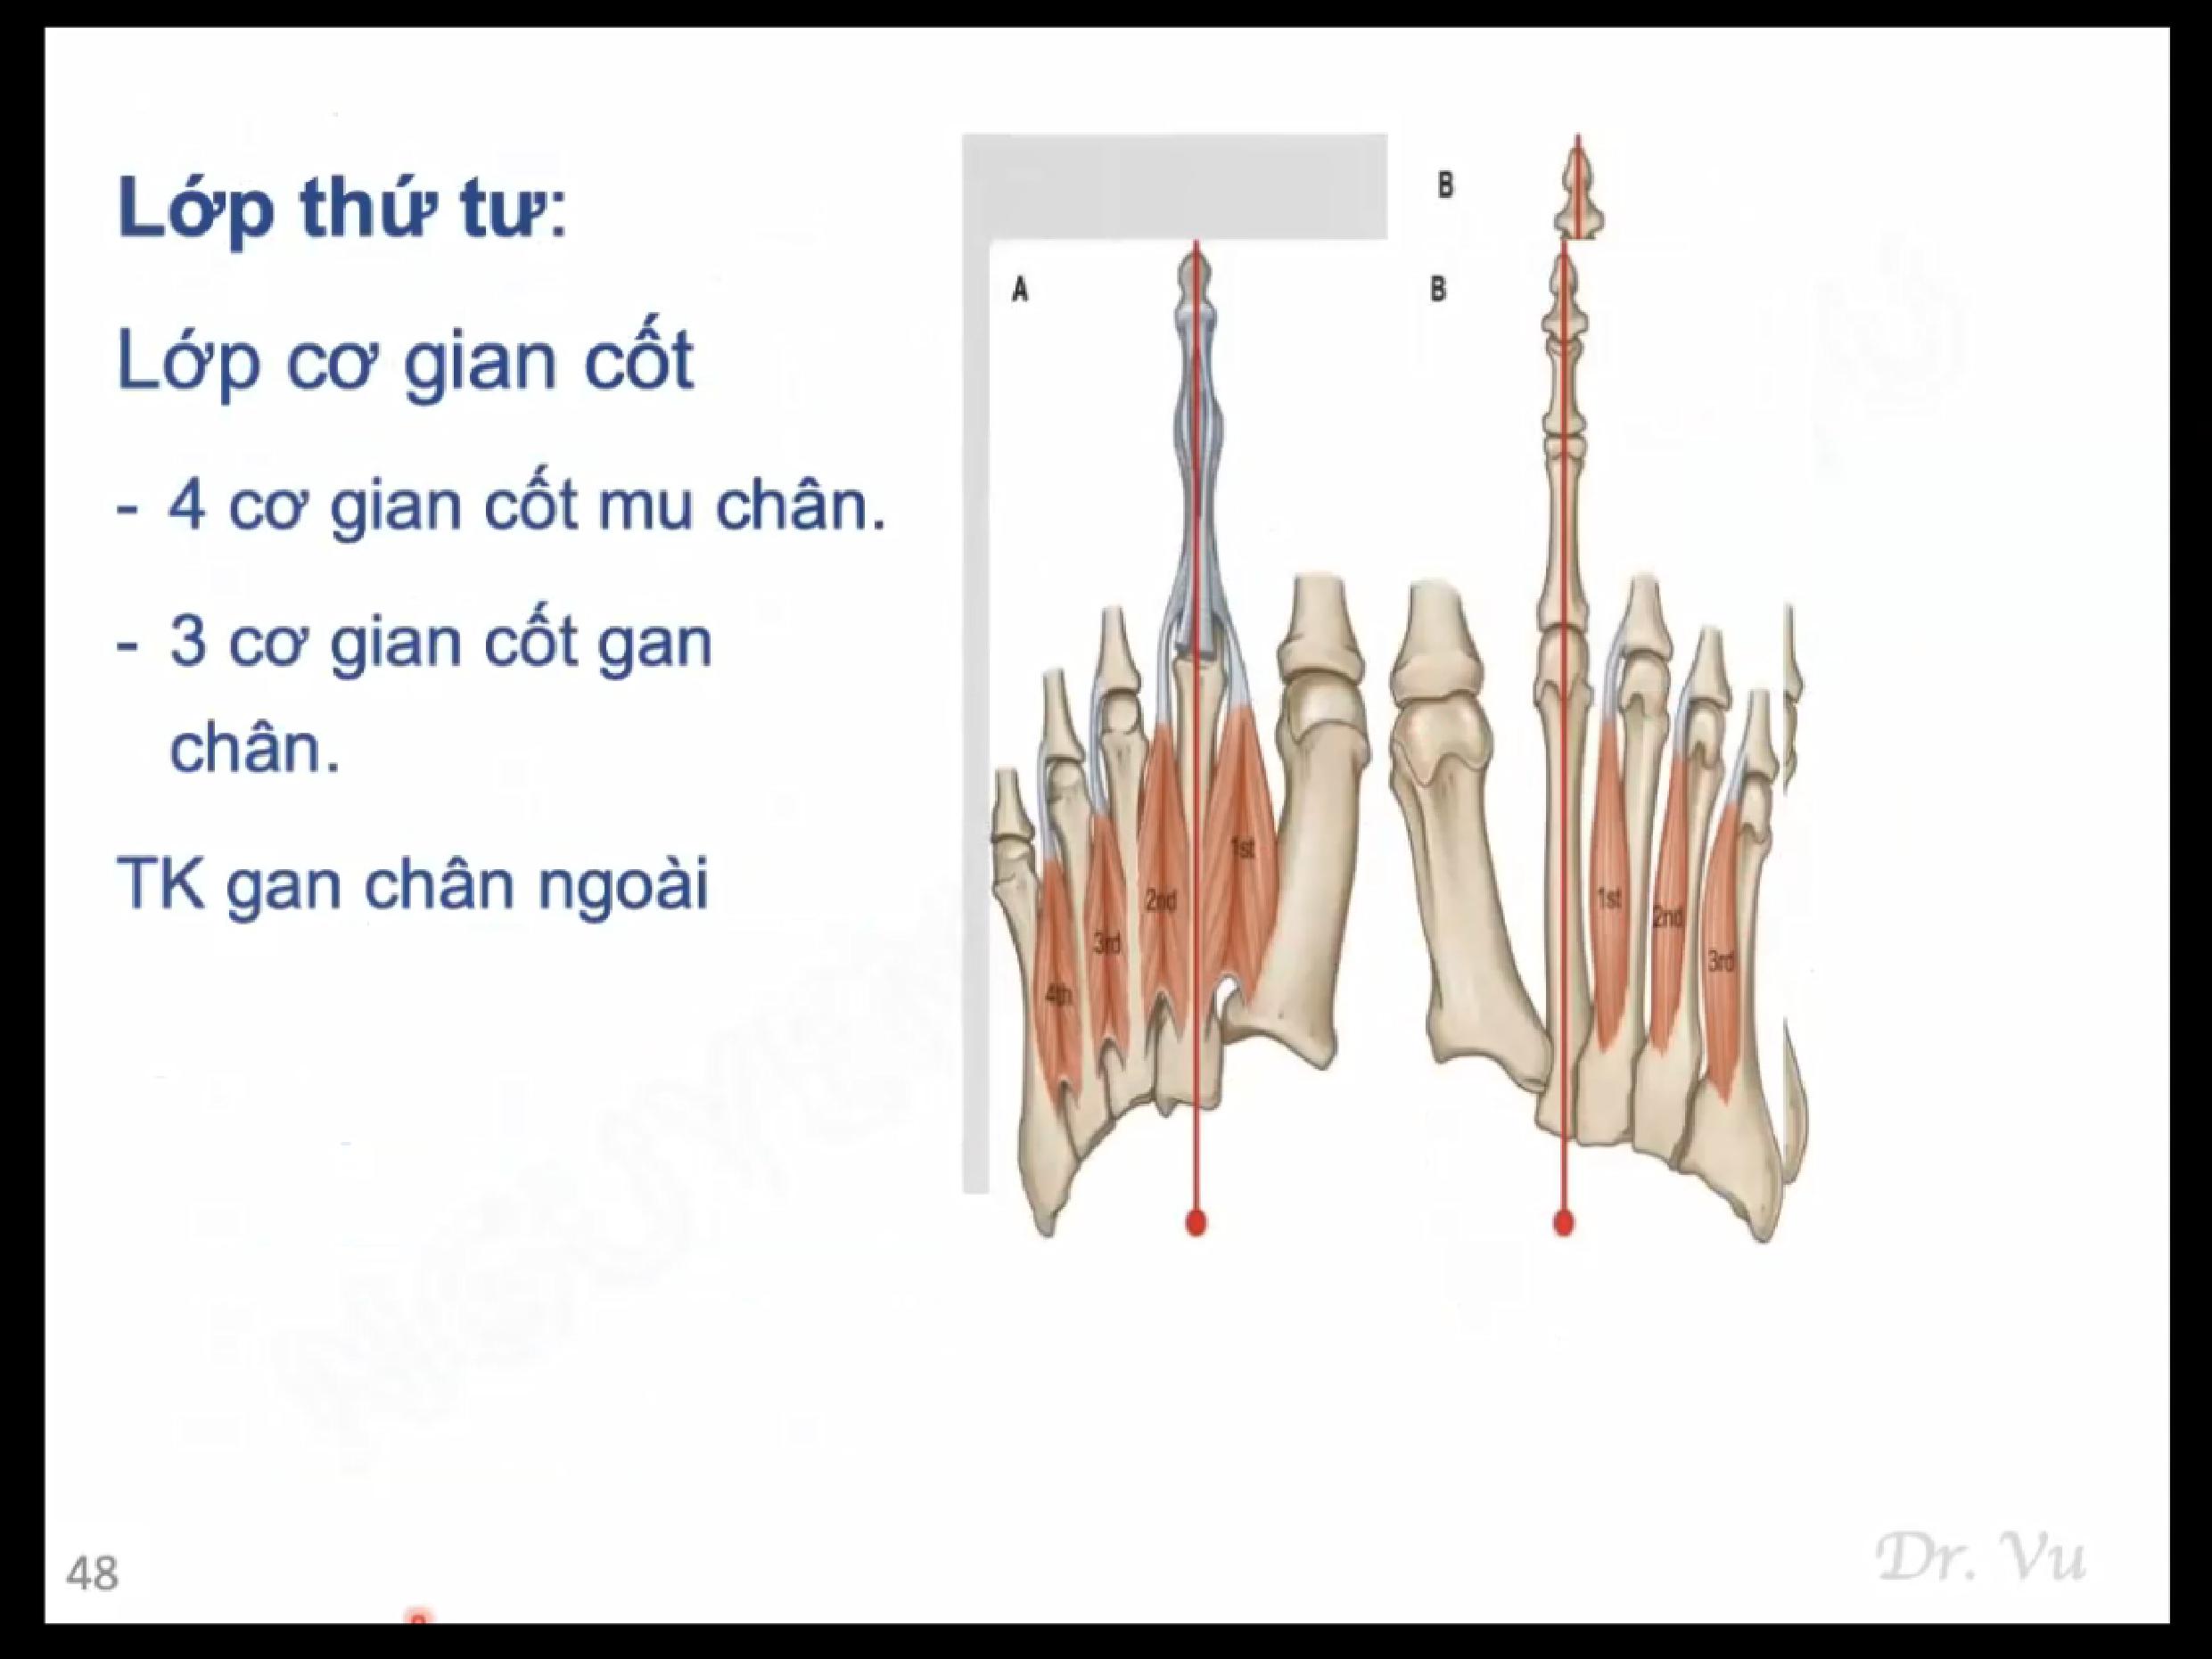 Lớp thứ tư:
Lớp cơ gian cốt
- 4 cơ gian cốt mu chân.
- 3 cơ gian cốt gan
chân.
TK gan chân ngoài
B
A
B
1st
2nd
3rd
4th
1st
2nd
3rd
48
Dr. Vu